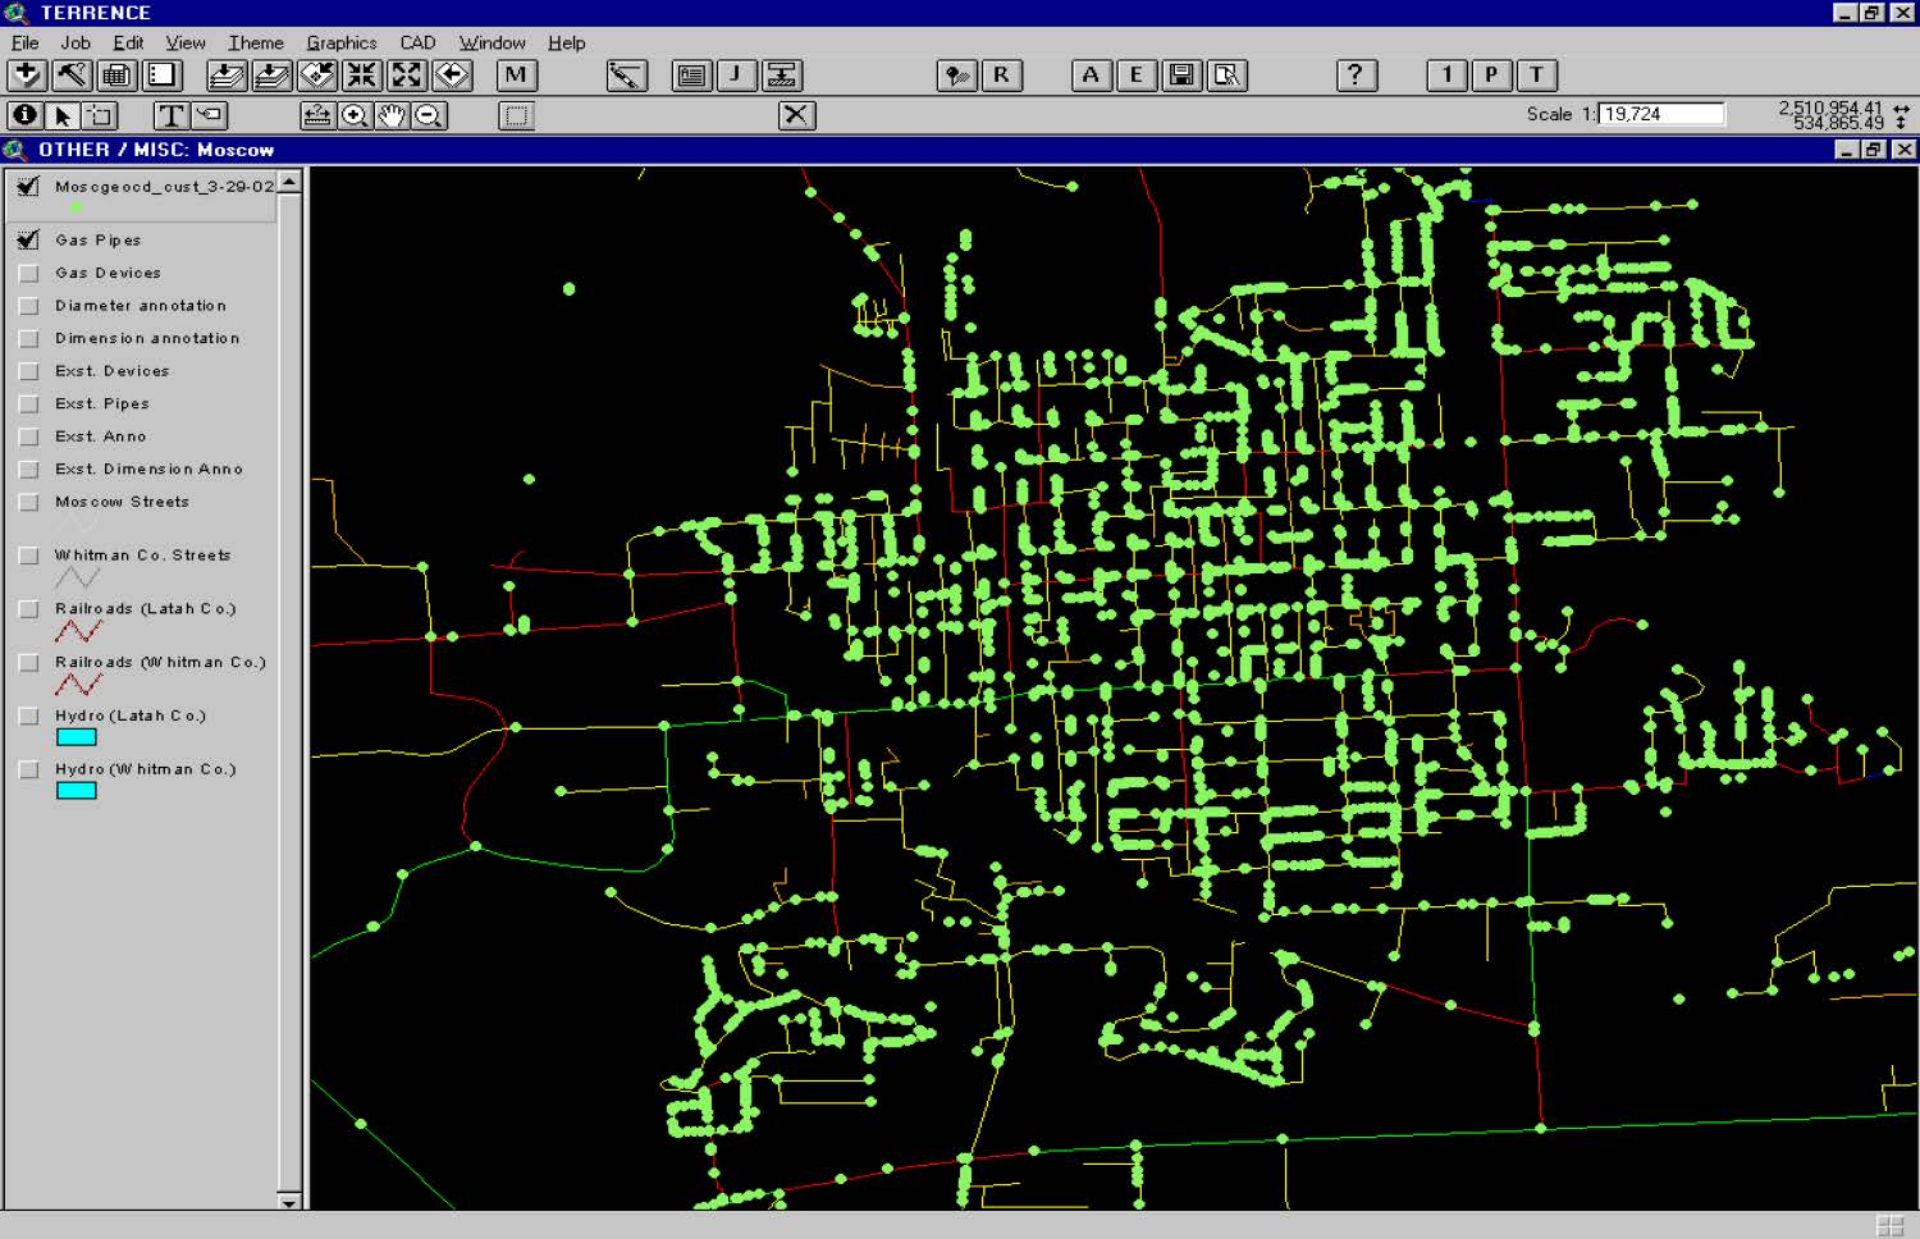 TERRENCE
File Job Edit View Theme Graphics CAD Window Help
M J R A E ? 1 P T
T Scale 1: 19,724 2,510,954.41
534,865.49
OTHER / MISC: Moscow
Moscgeocd_cust_3-29-02
Gas Pipes
Gas Devices
Diameter annotation
Dimension annotation
Exst. Devices
Exst. Pipes
Exst. Anno
Exst. Dimension Anno
Moscow Streets
Whitman Co. Streets
Railroads (Latah Co.)
Railroads (Whitman Co.)
Hydro (Latah Co.)
Hydro (Whitman Co.)